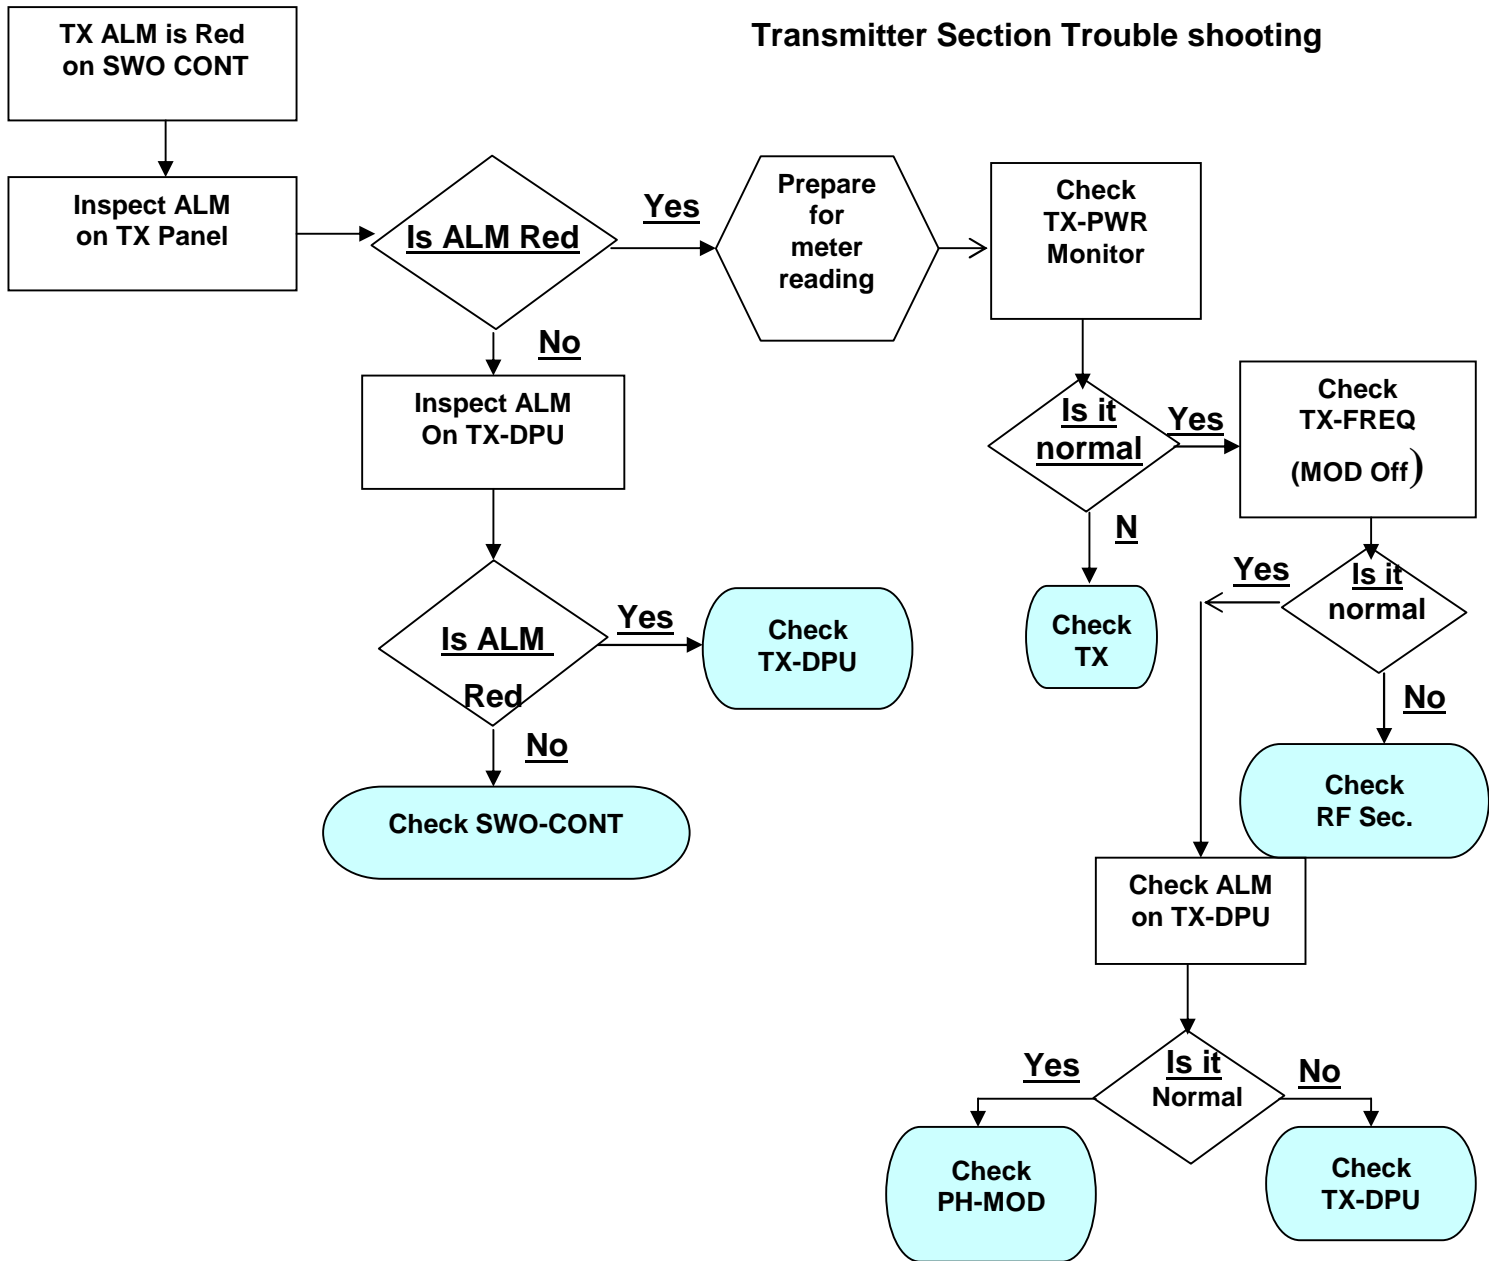 Transmitter Section Trouble shooting
TX ALM is Red
on SWO CONT
Inspect ALM
on TX Panel
Is ALM Red
Yes
Prepare
for
meter
reading
Check
TX-PWR
Monitor
No
Inspect ALM
On TX-DPU
Is it
normal
Yes
Check
TX-FREQ
(MOD Off)
N
Check
TX
Yes
Is it
normal
No
Check
RF Sec.
Is ALM
Red
Yes
Check
TX-DPU
No
Check SWO-CONT
Check ALM
on TX-DPU
Yes
Is it
Normal
No
Check
PH-MOD
Check
TX-DPU